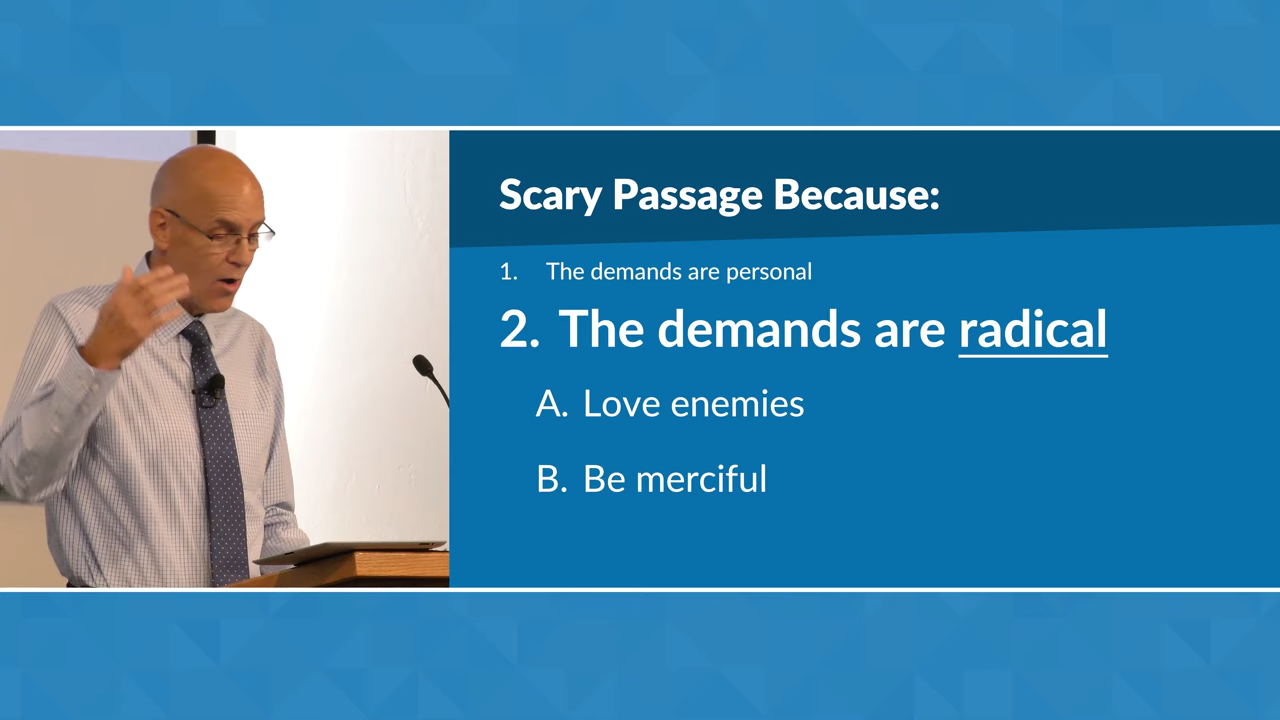 Scary Passage Because:
1. The demands are personal
2. The demands are radical
A. Love enemies
B. Be merciful